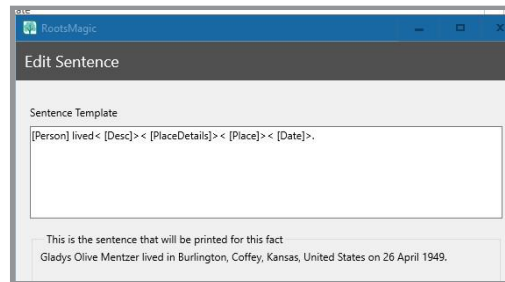 RootsMagic
Edit Sentence
Sentence Template
[Person] lived< [Desc]>< [PlaceDetails]>< [Place]>< [Date]>.
This is the sentence that will be printed for this fact
Gladys Olive Mentzer lived in Burlington, Coffey, Kansas, United States on 26 April 1949.